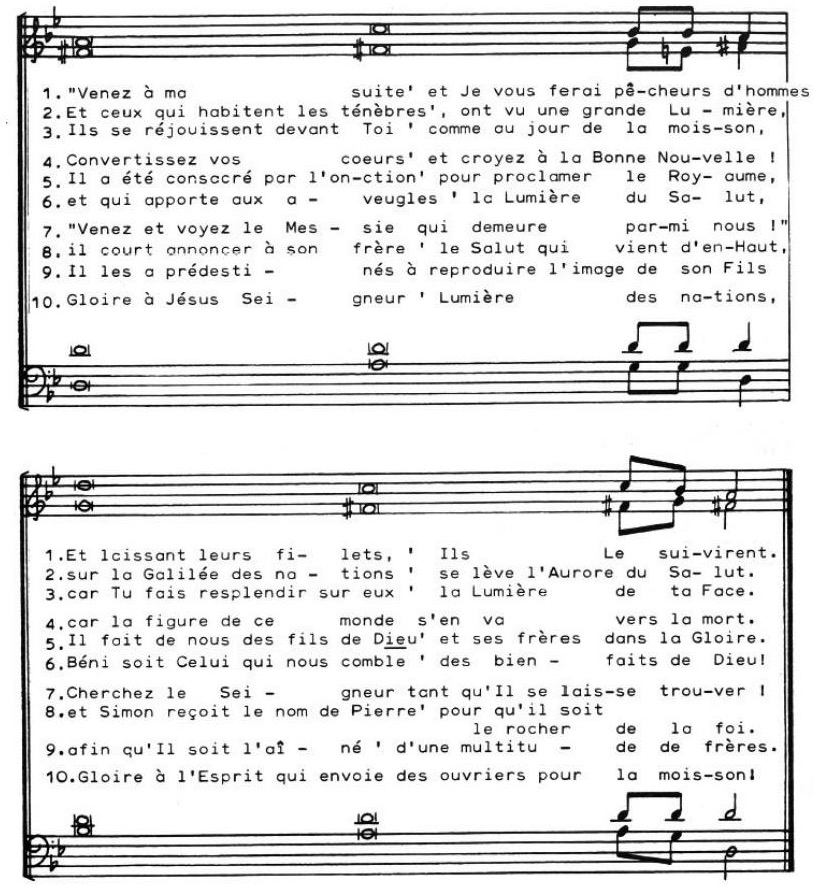 1. "Venez à ma suite' et Je vous ferai pê-cheurs d'hommes
2. Et ceux qui habitent les ténèbres', ont vu une grande Lu - mière,
3. Ils se réjouissent devant Toi ' comme au jour de la mois-son,
4. Convertissez vos coeurs' et croyez à la Bonne Nou-velle !
5. Il a été consacré par l'on-ction' pour proclamer le Roy- aume,
6. et qui apporte aux a - veugles ' la Lumière du Sa- lut,
7. "Venez et voyez le Mes - sie qui demeure par-mi nous !"
8. il court annoncer à son frère ' le Salut qui vient d'en-Haut,
9. Il les a prédesti - nés à reproduire l'image de son Fils
10. Gloire à Jésus Sei - gneur ' Lumière des na-tions,
1.Et laissant leurs fi- lets, ' Ils Le sui-virent.
2.sur la Galilée des na - tions ' se lève l'Aurore du Sa- lut.
3.car Tu fais resplendir sur eux ' la Lumière de ta Face.
4.car la figure de ce monde s'en va vers la mort.
5.Il fait de nous des fils de Dieu' et ses frères dans la Gloire.
6.Béni soit Celui qui nous comble ' des bien - faits de Dieu!
7.Cherchez le Sei - gneur tant qu'Il se lais-se trou-ver !
8.et Simon reçoit le nom de Pierre' pour qu'il soit
le rocher de la foi.
9.afin qu'Il soit l'aî - né ' d'une multitu - de de frères.
10.Gloire à l'Esprit qui envoie des ouvriers pour la mois-son!